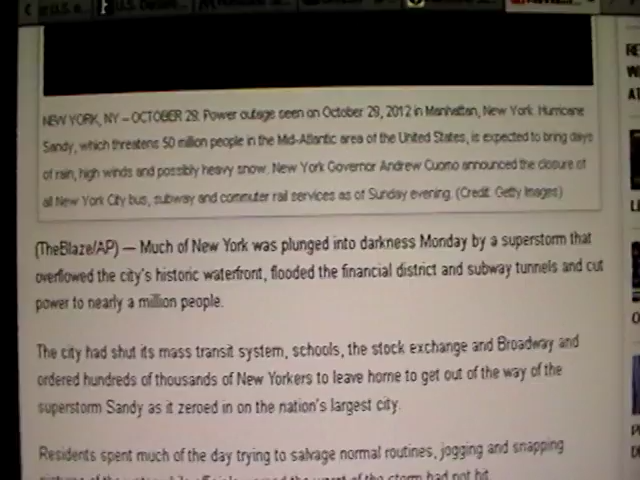 U.S.
NEW YORK, NY – OCTOBER 29: Power outage seen on October 29, 2012 in Manhattan, New York. Hurricane
Sandy, which threatens 50 million people in the Mid-Atlantic area of the United States, is expected to bring days
of rain, high winds and possibly heavy snow. New York Governor Andrew Cuomo announced the closure of
all New York City bus, subway and commuter rail services as of Sunday evening. (Credit: Getty Images)
(TheBlaze/AP) — Much of New York was plunged into darkness Monday by a superstorm that
overflowed the city's historic waterfront, flooded the financial district and subway tunnels and cut
power to nearly a million people.
The city had shut its mass transit system, schools, the stock exchange and Broadway and
ordered hundreds of thousands of New Yorkers to leave home to get out of the way of the
superstorm Sandy as it zeroed in on the nation's largest city.
Residents spent much of the day trying to salvage normal routines, jogging and snapping
had not hit.